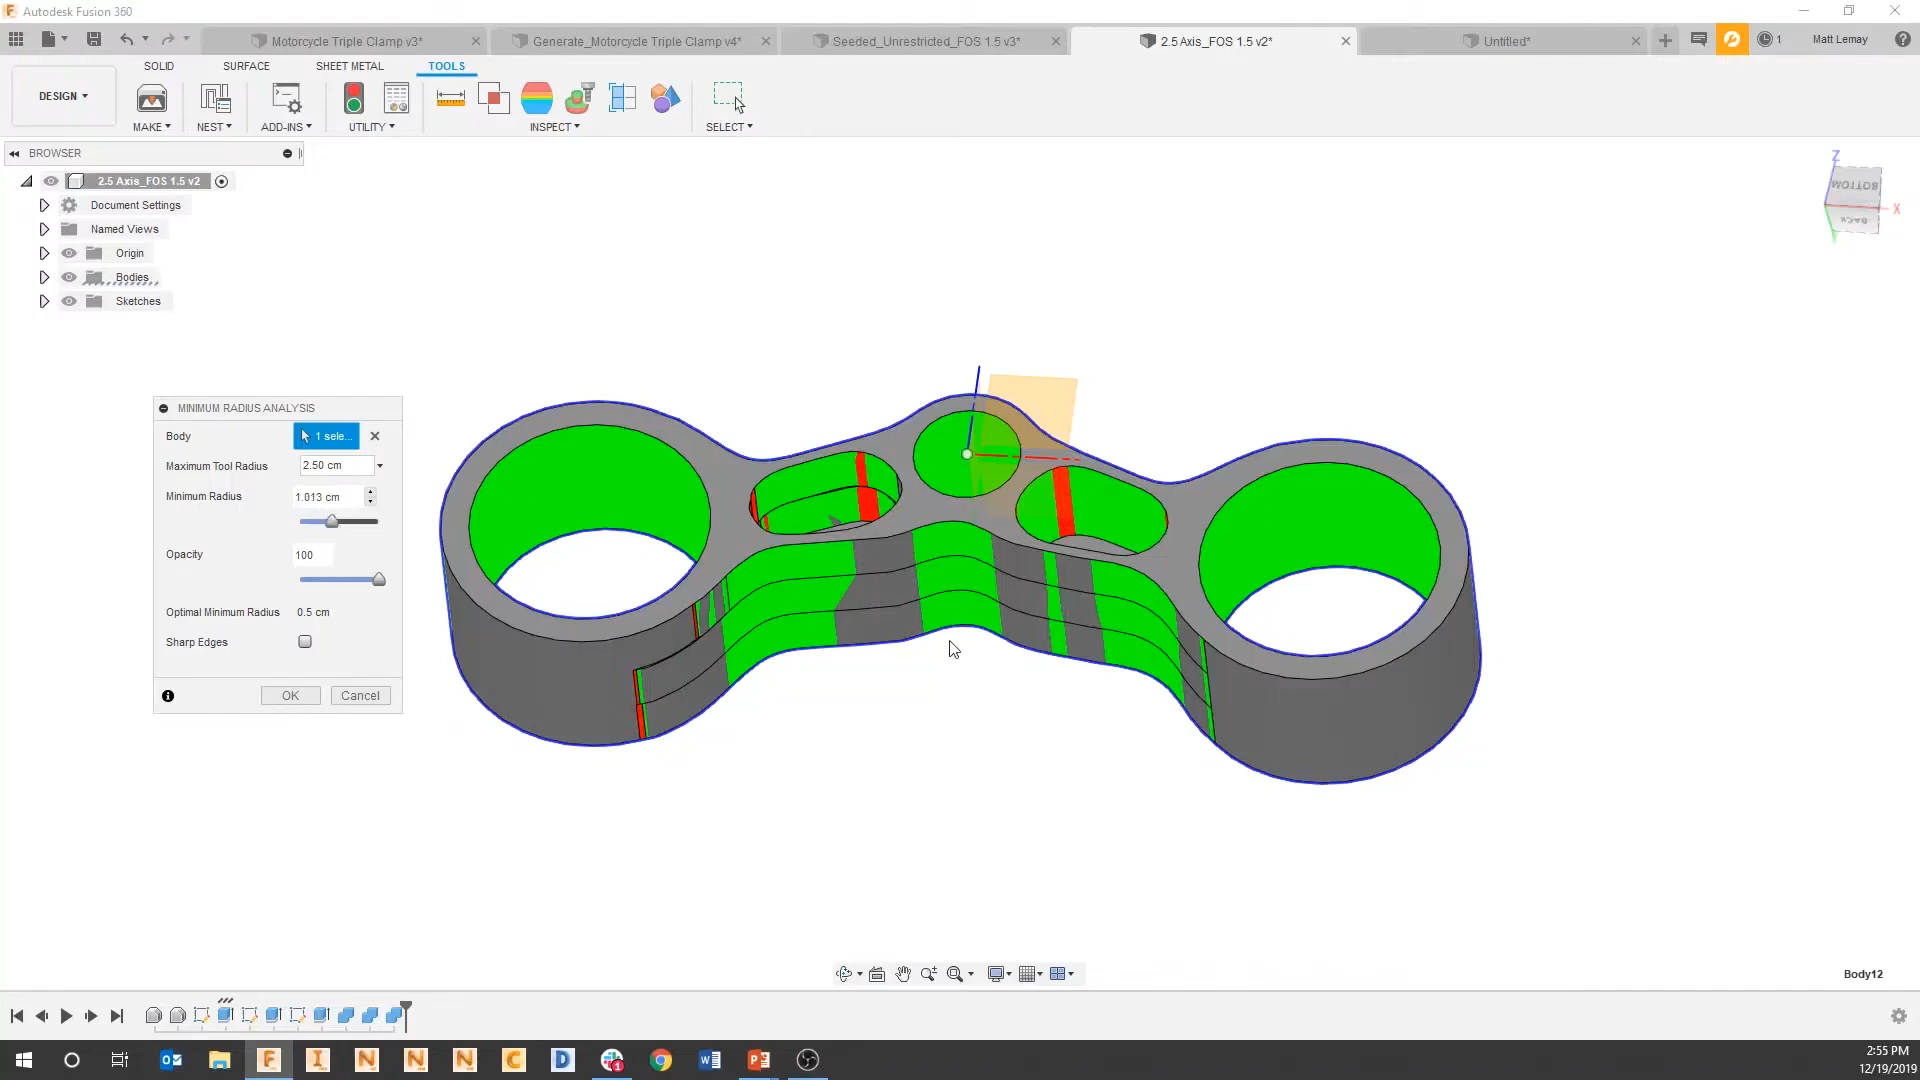 Autodesk Fusion 360
Motorcycle Triple Clamp v3*
Generate_Motorcycle Triple Clamp v4*
Seeded_Unrestricted_FOS 1.5 v3*
2.5 Axis_FOS 1.5 v2*
Untitled*
1
Matt Lemay
DESIGN
SOLID
SURFACE
SHEET METAL
TOOLS
MAKE
NEST
ADD-INS
UTILITY
INSPECT
SELECT
BROWSER
2.5 Axis_FOS 1.5 v2
Document Settings
Named Views
Origin
Bodies
Sketches
Z
BOTTOM
BACK
X
MINIMUM RADIUS ANALYSIS
Body
1 sele...
Maximum Tool Radius
2.50 cm
Minimum Radius
1.013 cm
Opacity
100
Optimal Minimum Radius
0.5 cm
Sharp Edges
OK
Cancel
Body12
2:55 PM
12/19/2019